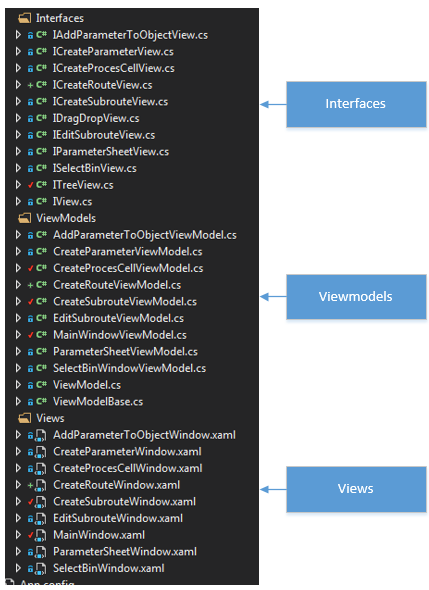 Interfaces
C# IAddParameterToObjectView.cs
C# ICreateParameterView.cs
C# ICreateProcesCellView.cs
C# ICreateRouteView.cs
C# ICreateSubrouteView.cs
C# IDragDropView.cs
C# IEditSubrouteView.cs
C# IParameterSheetView.cs
C# ISelectBinView.cs
C# ITreeView.cs
C# IView.cs
Interfaces
ViewModels
C# AddParameterToObjectViewModel.cs
C# CreateParameterViewModel.cs
C# CreateProcesCellViewModel.cs
C# CreateRouteViewModel.cs
C# CreateSubrouteViewModel.cs
C# EditSubrouteViewModel.cs
C# MainWindowViewModel.cs
C# ParameterSheetViewModel.cs
C# SelectBinWindowViewModel.cs
C# ViewModel.cs
C# ViewModelBase.cs
Viewmodels
Views
AddParameterToObjectWindow.xaml
CreateParameterWindow.xaml
CreateProcesCellWindow.xaml
CreateRouteWindow.xaml
CreateSubrouteWindow.xaml
EditSubrouteWindow.xaml
MainWindow.xaml
ParameterSheetWindow.xaml
SelectBinWindow.xaml
Views
App.config